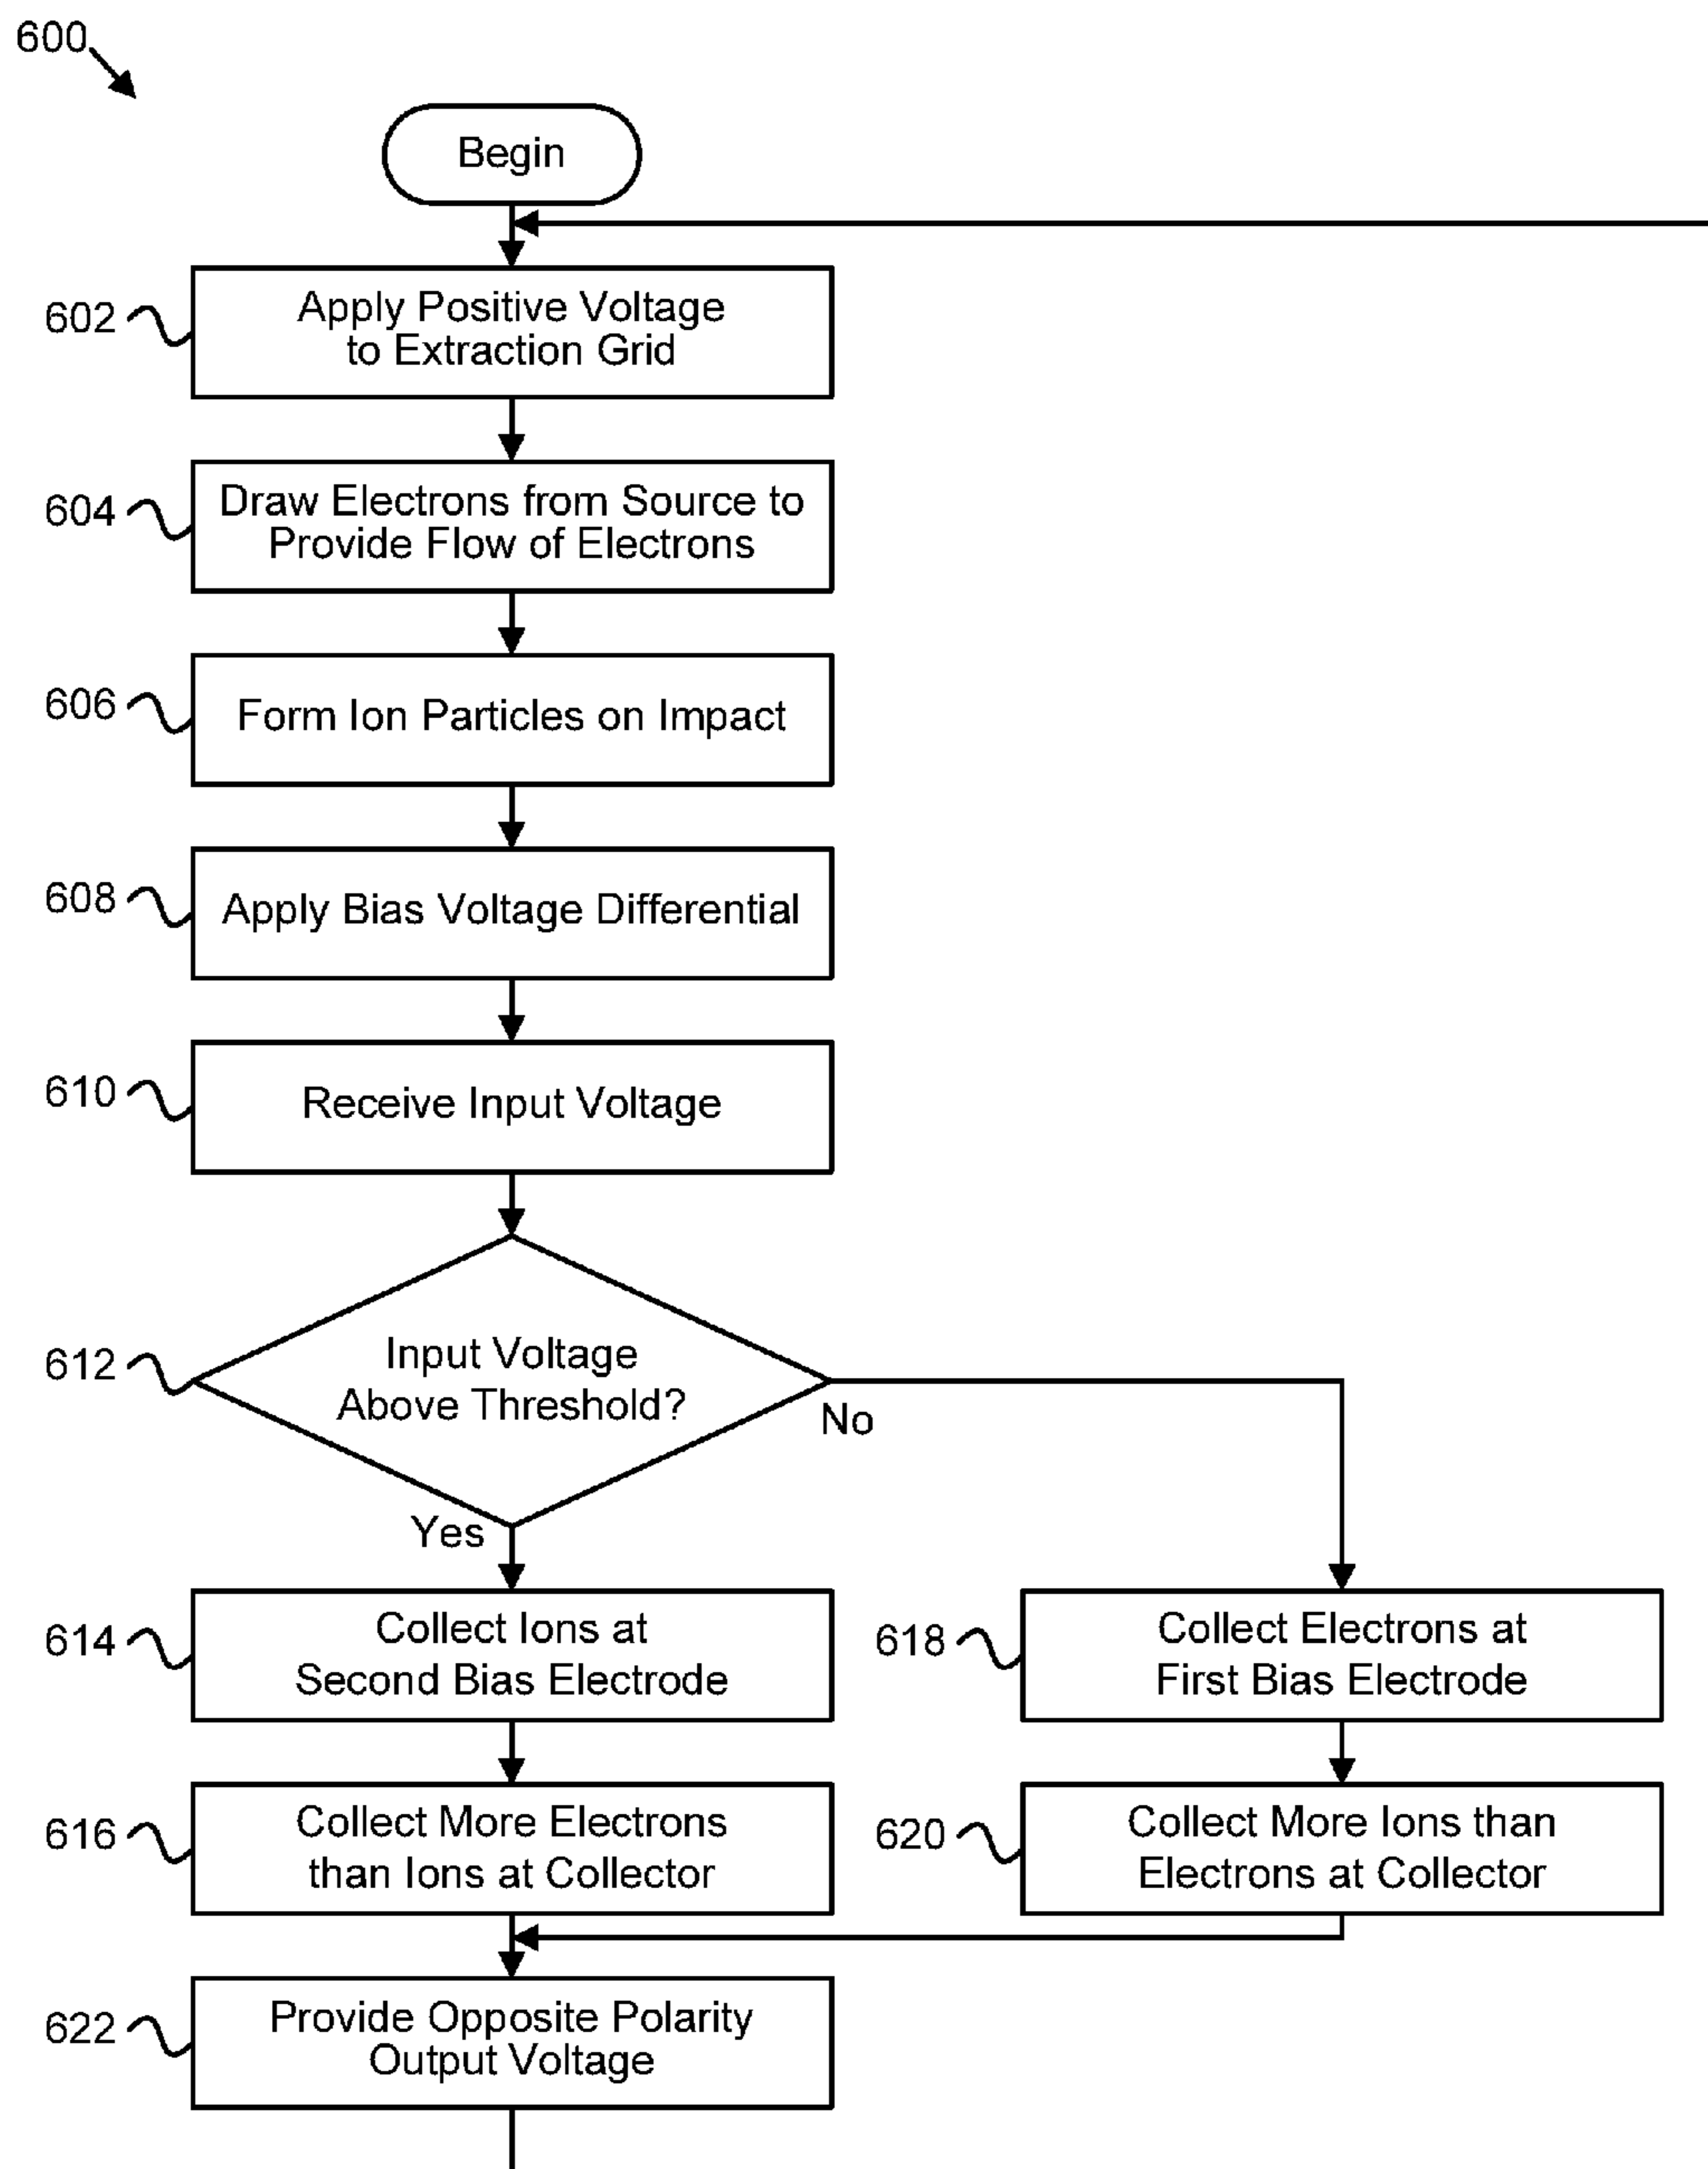 600
Begin
602
Apply Positive Voltage
to Extraction Grid
604
Draw Electrons from Source to
Provide Flow of Electrons
606
Form Ion Particles on Impact
608
Apply Bias Voltage Differential
610
Receive Input Voltage
612
Input Voltage
Above Threshold?
No
Yes
614
Collect Ions at
Second Bias Electrode
618
Collect Electrons at
First Bias Electrode
616
Collect More Electrons
than Ions at Collector
620
Collect More Ions than
Electrons at Collector
622
Provide Opposite Polarity
Output Voltage